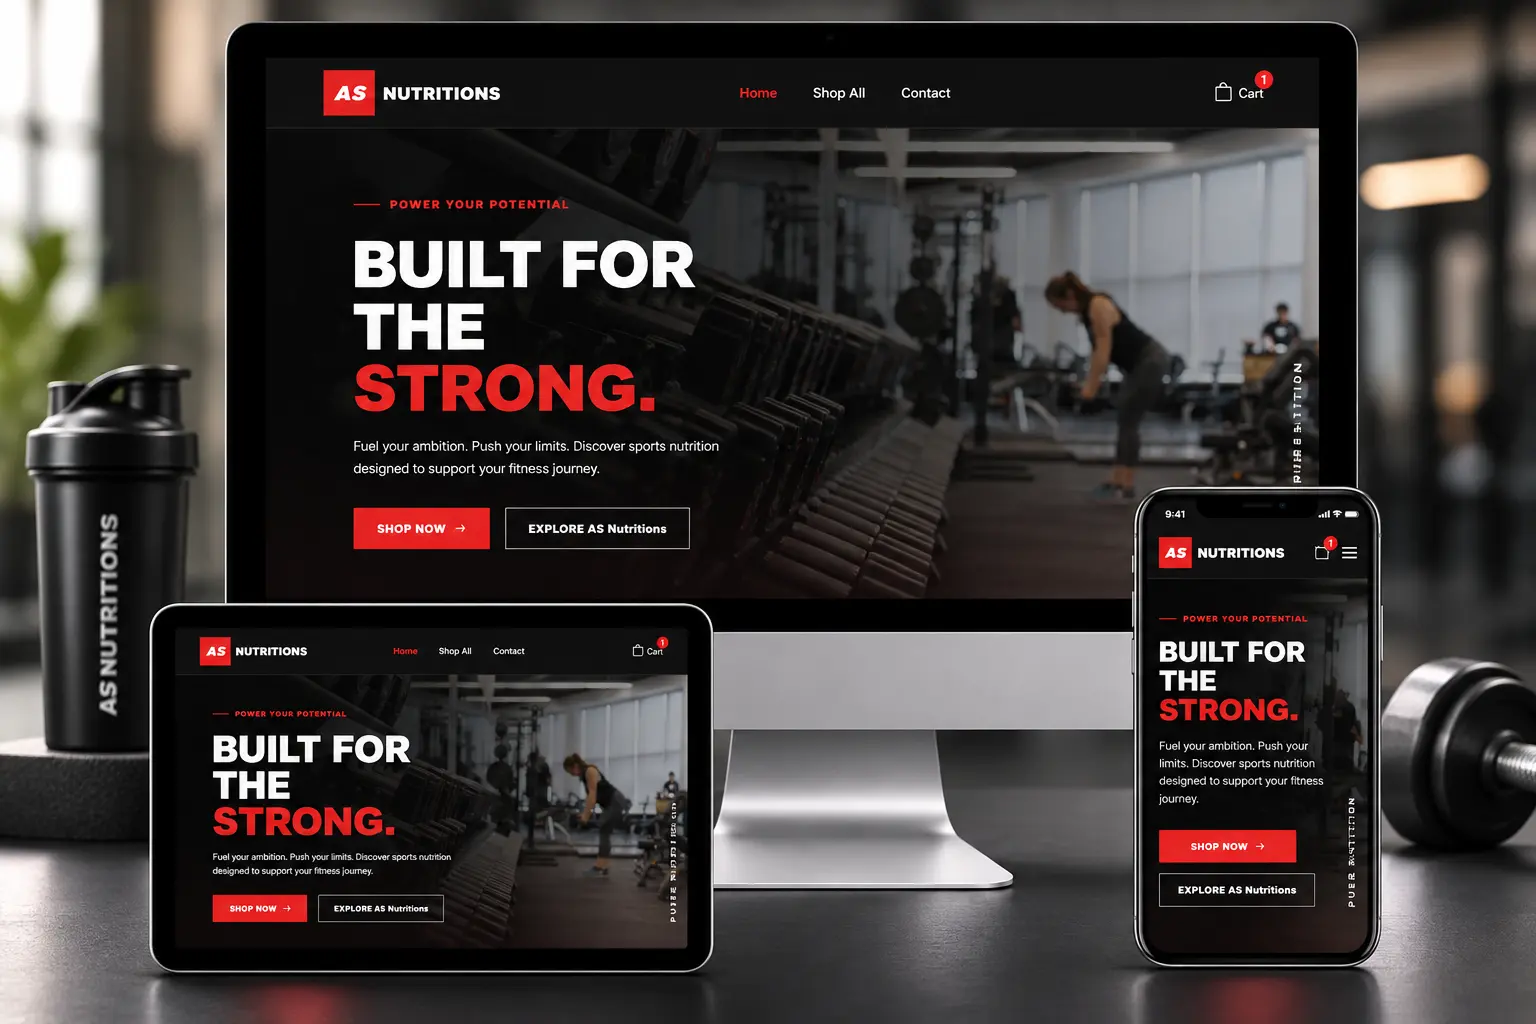 AS NUTRITIONS
Home Shop All Contact
1
Cart
POWER YOUR POTENTIAL
BUILT FOR
THE
STRONG.
Fuel your ambition. Push your limits. Discover sports nutrition
designed to support your fitness journey.
SHOP NOW →
EXPLORE AS Nutritions
AS NUTRITIONS
AS NUTRITIONS
Home Shop All Contact
1
Cart
POWER YOUR POTENTIAL
BUILT FOR
THE
STRONG.
Fuel your ambition. Push your limits. Discover sports nutrition
designed to support your fitness journey.
SHOP NOW →
EXPLORE AS Nutritions
9:41
AS NUTRITIONS
1
POWER YOUR POTENTIAL
BUILT FOR
THE
STRONG.
Fuel your ambition. Push your
limits. Discover sports nutrition
designed to support your fitness
journey.
SHOP NOW →
EXPLORE AS Nutritions